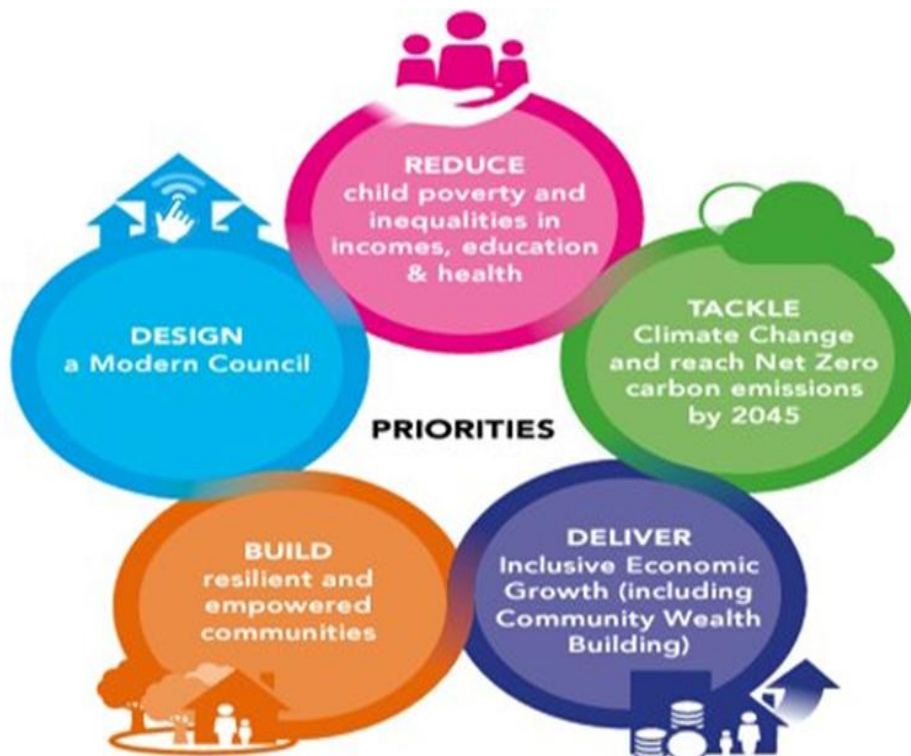 REDUCE
child poverty and
inequalities in
incomes, education
& health
TACKLE
Climate Change
and reach Net Zero
carbon emissions
by 2045
DELIVER
Inclusive Economic
Growth (including
Community Wealth
Building)
BUILD
resilient and
empowered
communities
DESIGN
a Modern Council
PRIORITIES